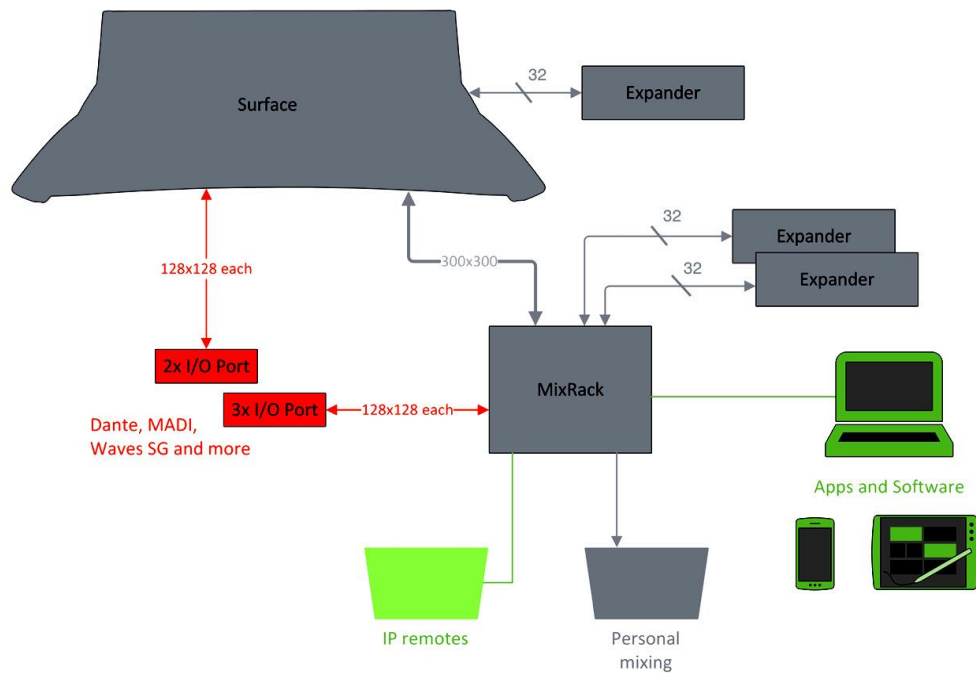 Surface
32
Expander
32
Expander
32
Expander
128x128 each
300x300
2x I/O Port
3x I/O Port
128x128 each
MixRack
Dante, MADI,
Waves SG and more
Apps and Software
IP remotes
Personal
mixing